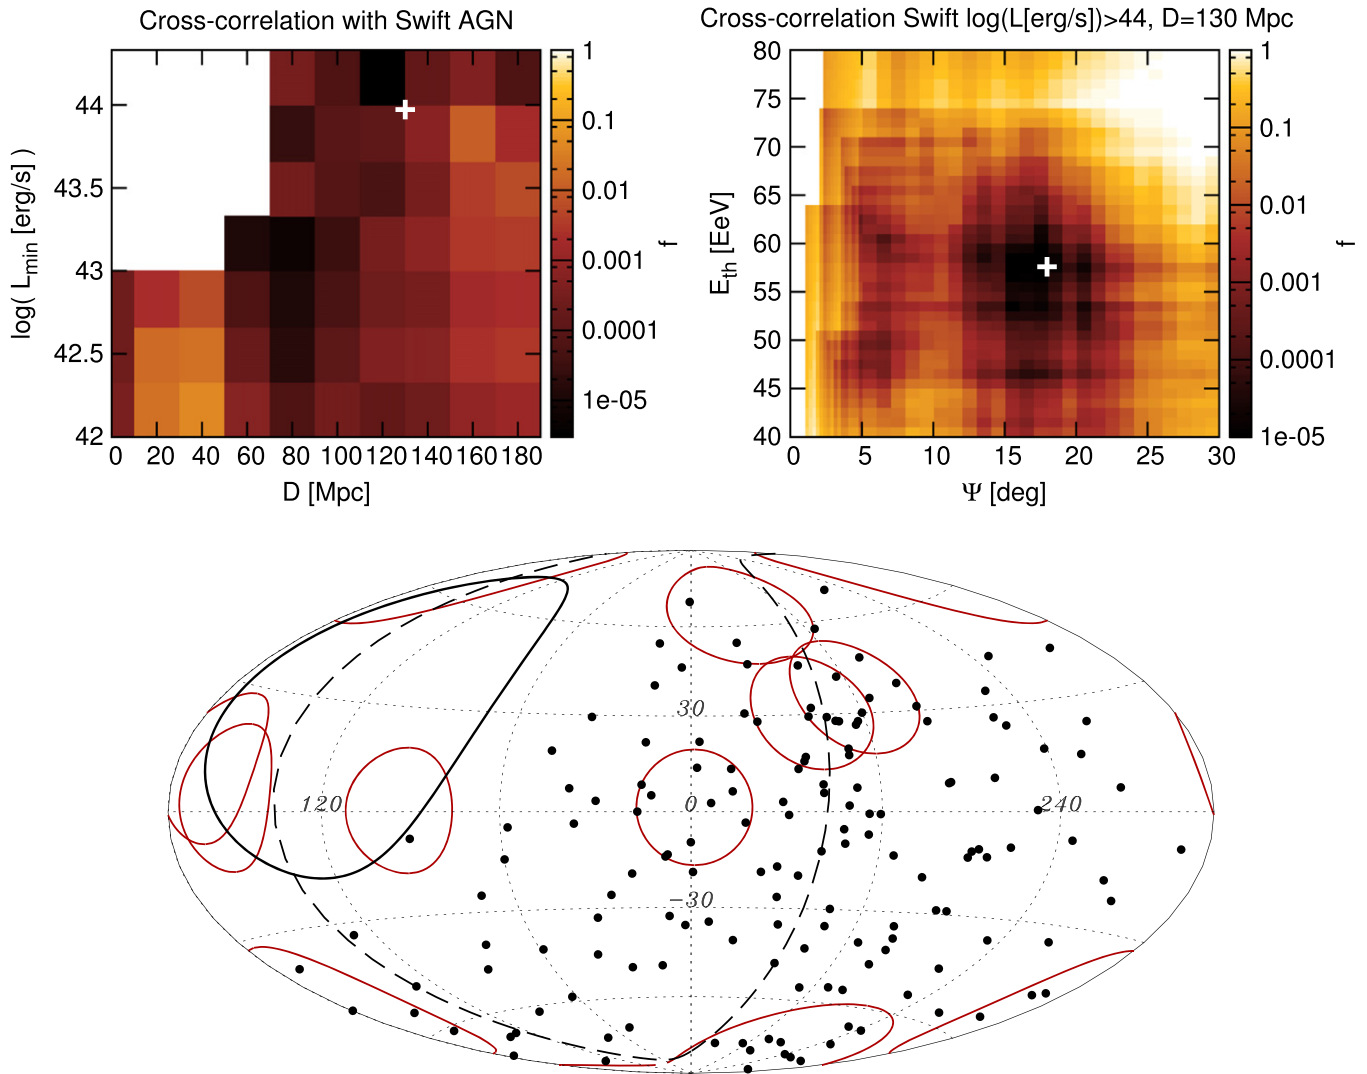 Cross-correlation with Swift AGN
Cross-correlation Swift log(L[erg/s])>44, D=130 Mpc
44
43.5
43
42.5
42
log( Lmin [erg/s] )
0 20 40 60 80 100 120 140 160 180
D [Mpc]
1
0.1
0.01
0.001
0.0001
1e-05
f
80
75
70
65
60
55
50
45
40
Eth [EeV]
0 5 10 15 20 25 30
Ψ [deg]
1
0.1
0.01
0.001
0.0001
1e-05
f
30
120 0 240
−30